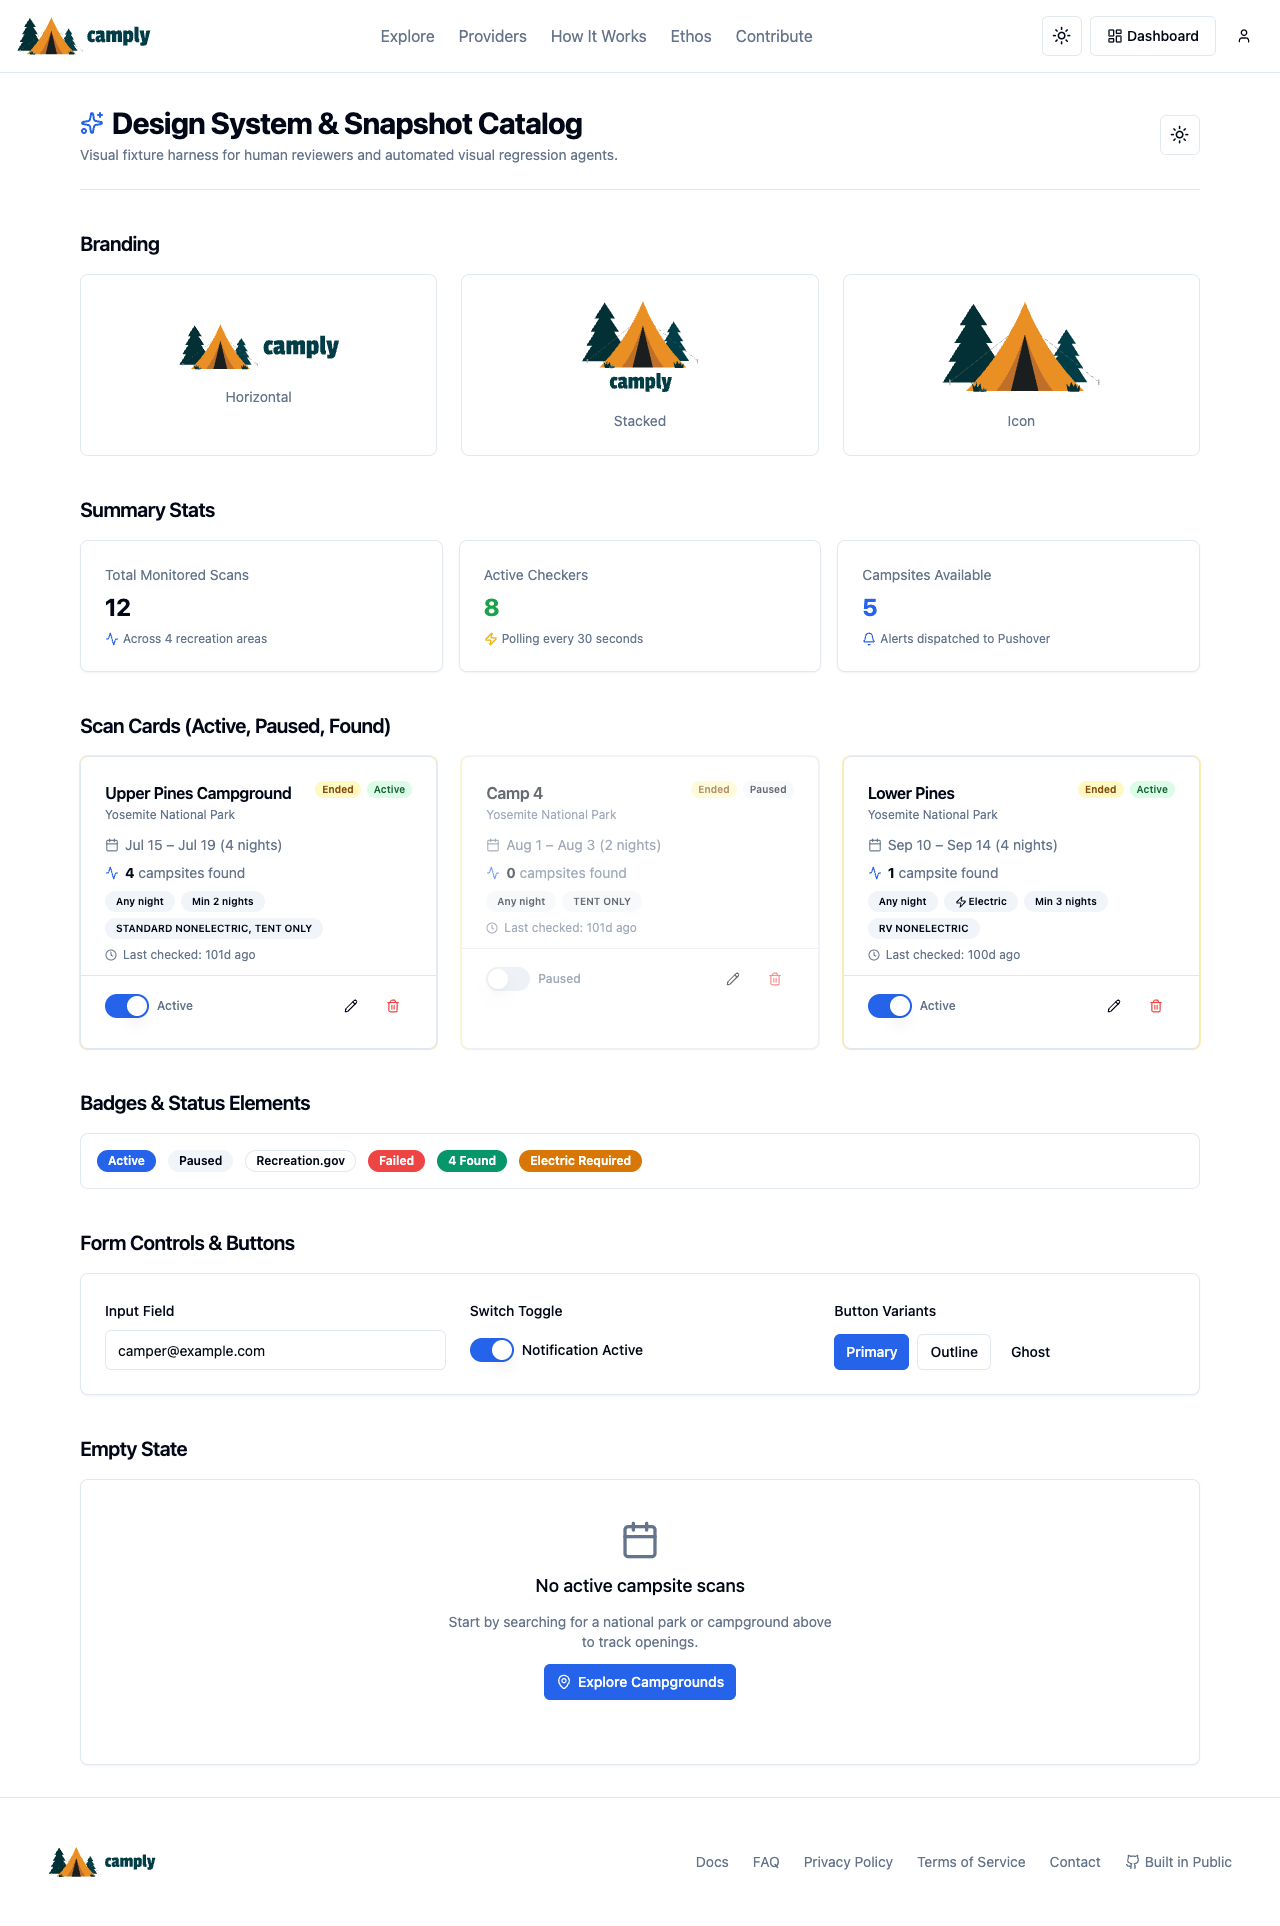 camply
Explore
Providers
How It Works
Ethos
Contribute
Dashboard
Design System & Snapshot Catalog
Visual fixture harness for human reviewers and automated visual regression agents.
Branding
camply
Horizontal
camply
Stacked
Icon
Summary Stats
Total Monitored Scans
12
Across 4 recreation areas
Active Checkers
8
Polling every 30 seconds
Campsites Available
5
Alerts dispatched to Pushover
Scan Cards (Active, Paused, Found)
Upper Pines Campground
Ended
Active
Yosemite National Park
Jul 15 – Jul 19 (4 nights)
4 campsites found
Any night
Min 2 nights
STANDARD NONELECTRIC, TENT ONLY
Last checked: 101d ago
Active
Camp 4
Ended
Paused
Yosemite National Park
Aug 1 – Aug 3 (2 nights)
0 campsites found
Any night
TENT ONLY
Last checked: 101d ago
Paused
Lower Pines
Ended
Active
Yosemite National Park
Sep 10 – Sep 14 (4 nights)
1 campsite found
Any night
Electric
Min 3 nights
RV NONELECTRIC
Last checked: 100d ago
Active
Badges & Status Elements
Active
Paused
Recreation.gov
Failed
4 Found
Electric Required
Form Controls & Buttons
Input Field
camper@example.com
Switch Toggle
Notification Active
Button Variants
Primary
Outline
Ghost
Empty State
No active campsite scans
Start by searching for a national park or campground above
to track openings.
Explore Campgrounds
camply
Docs
FAQ
Privacy Policy
Terms of Service
Contact
Built in Public